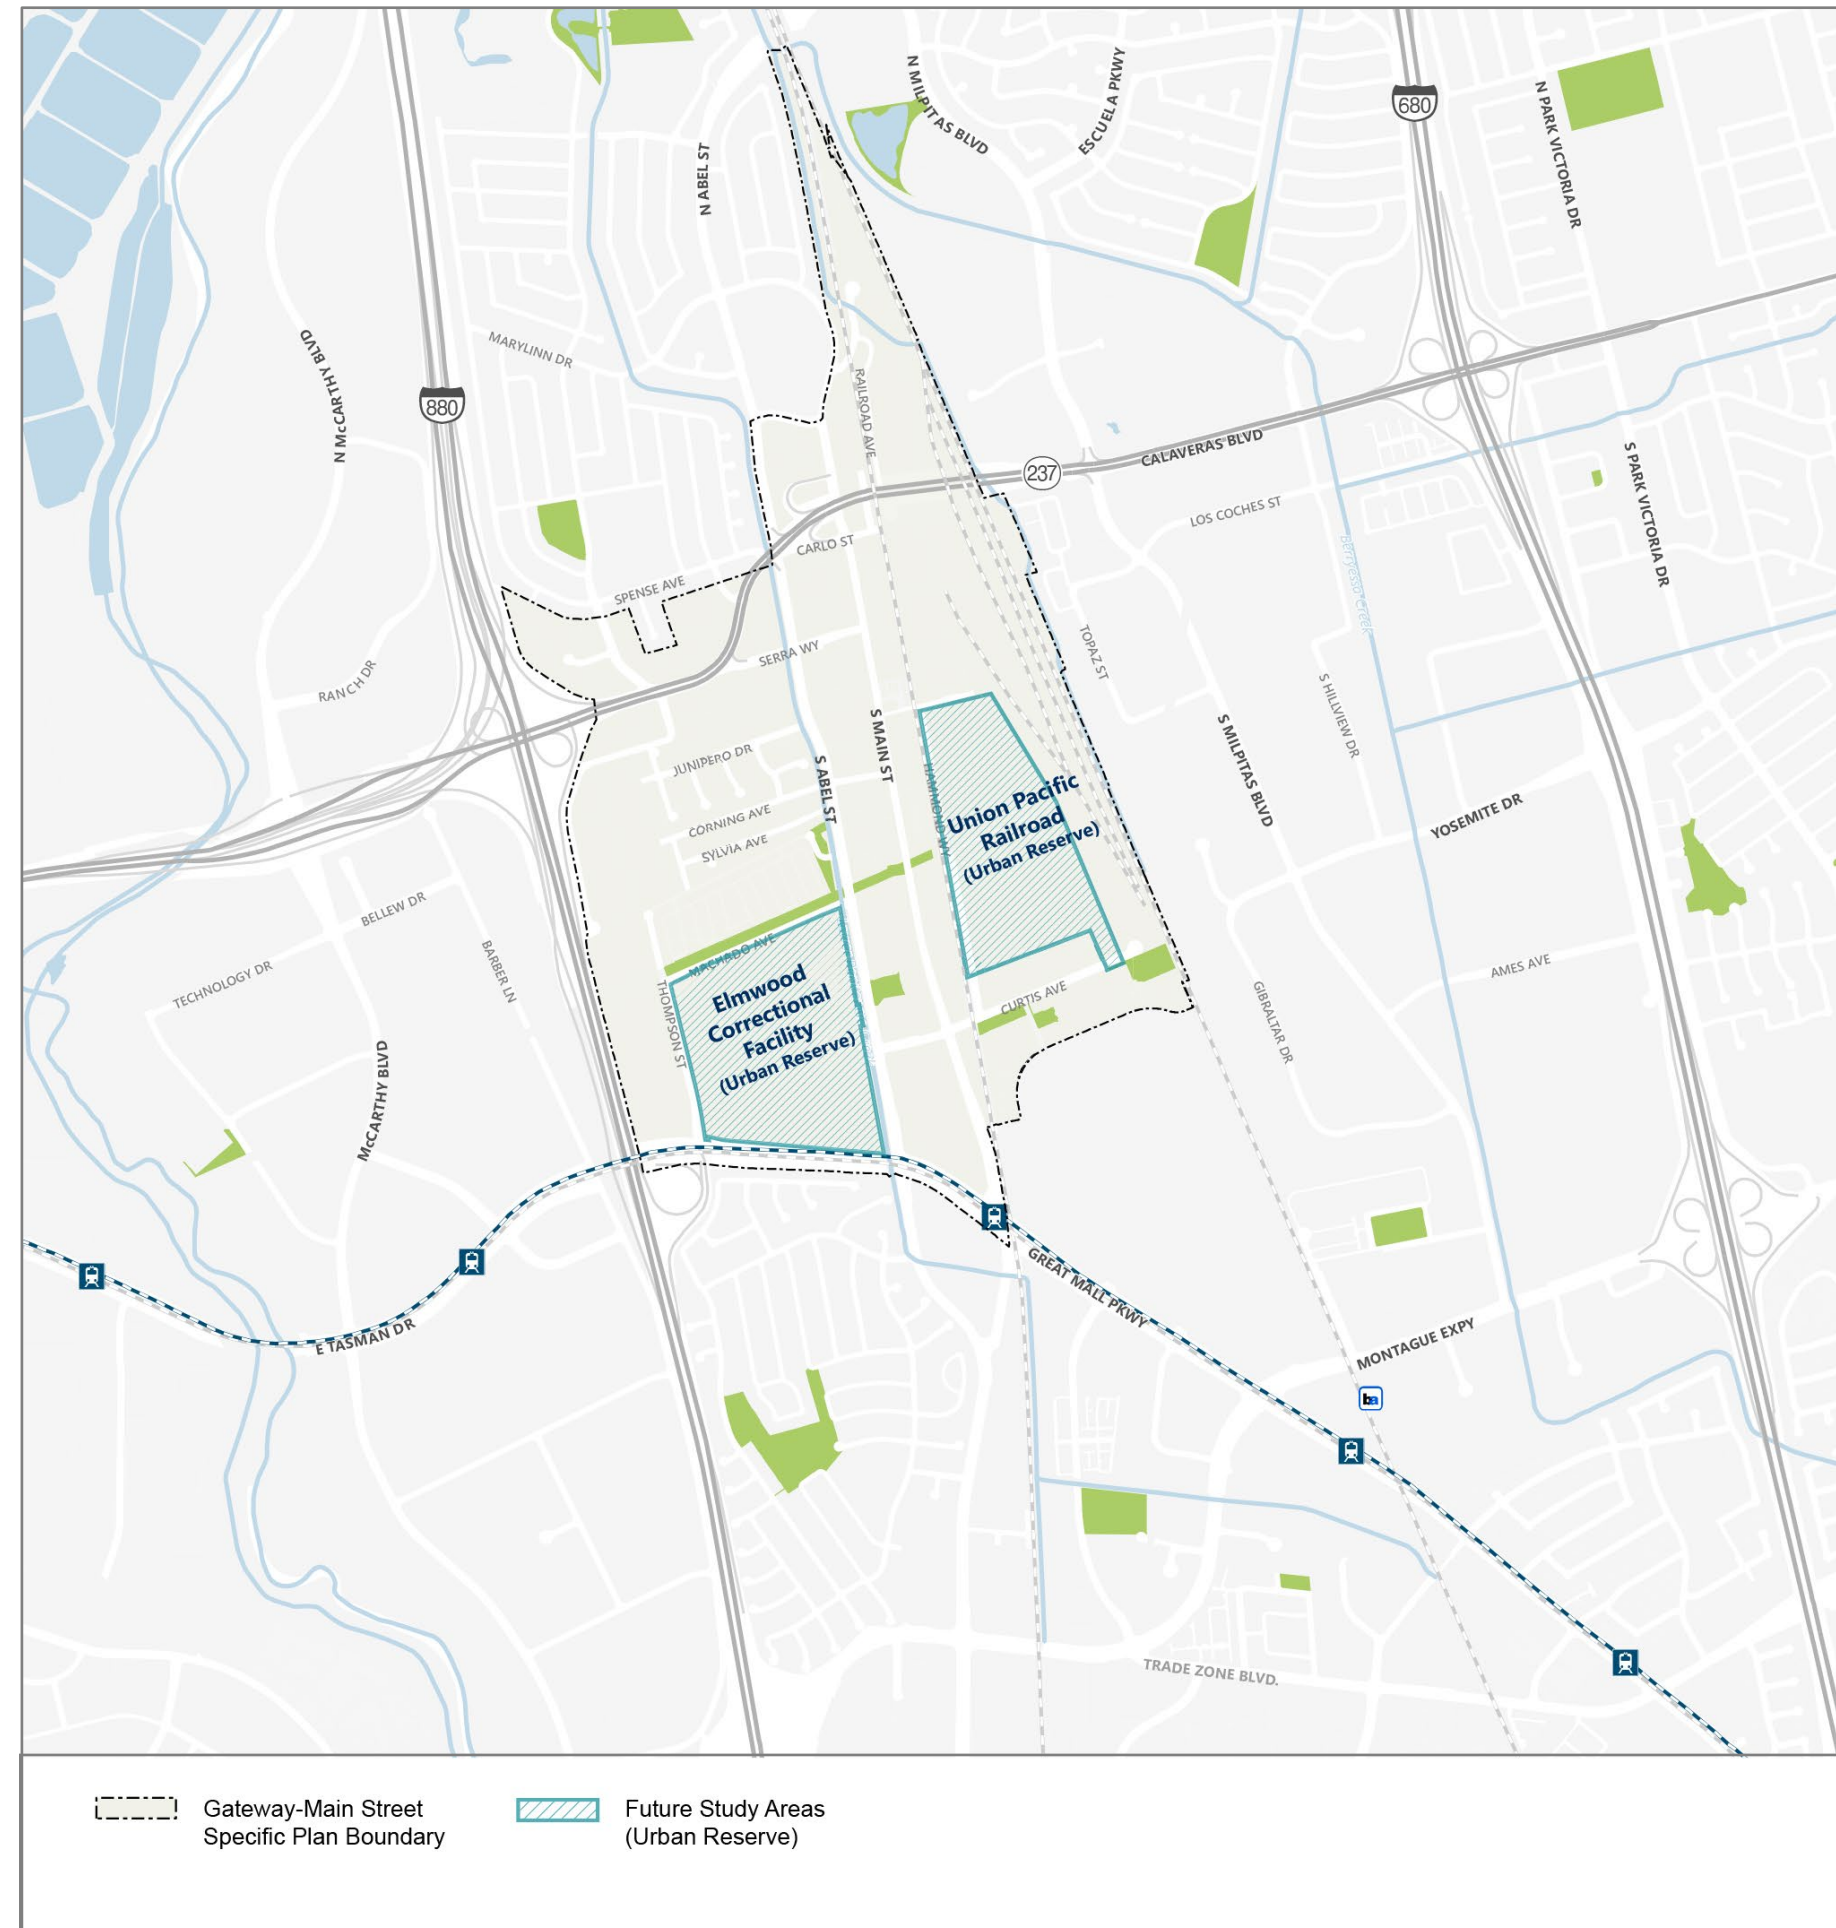 N MILPITAS BLVD
ESCUELA PKWY
680
N PARK VICTORIA DR
N ABEL ST
MARYLINN DR
N McCARTHY BLVD
880
RAILROAD AVE
237
CALAVERAS BLVD
S PARK VICTORIA DR
LOS COCHES ST
CARLO ST
Berryessa Creek
SPENSE AVE
SERRA WY
TOPAZ ST
RANCH DR
S HILLVIEW DR
S MILPITAS BLVD
S MAIN ST
S ABEL ST
JUNIPERO DR
HAMMOND WY
Union Pacific
Railroad
(Urban Reserve)
YOSEMITE DR
CORNING AVE
SYLVIA AVE
BELLEW DR
BARBER LN
TECHNOLOGY DR
MACHADO AVE
AMES AVE
Elmwood
Correctional
Facility
(Urban Reserve)
THOMPSON ST
CURTIS AVE
GIBRALTAR DR
McCARTHY BLVD
GREAT MALL PKWY
E TASMAN DR
MONTAGUE EXPY
ba
TRADE ZONE BLVD.
Gateway-Main Street
Specific Plan Boundary
Future Study Areas
(Urban Reserve)